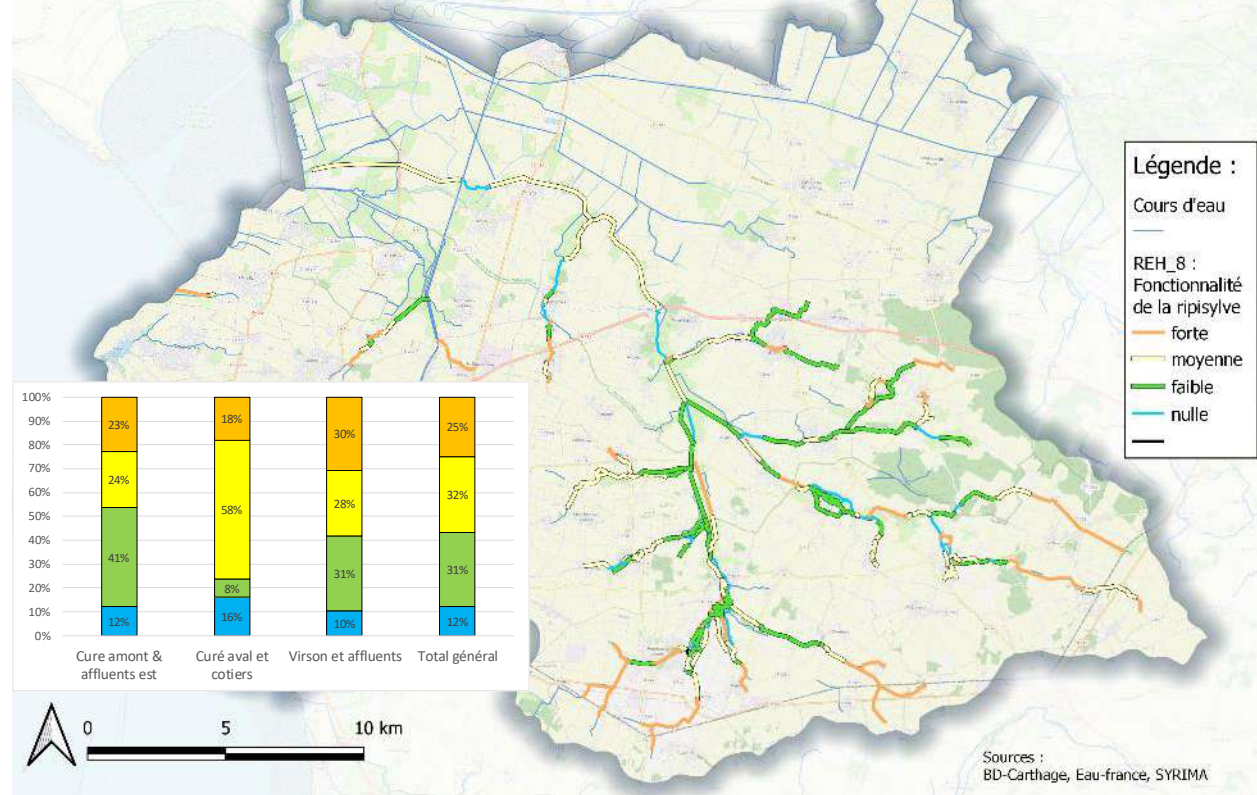 Légende :
Cours d'eau
REH_8 :
Fonctionnalité
de la ripisylve
forte
moyenne
faible
nulle
100%
90%
80%
70%
60%
50%
40%
30%
20%
10%
0%
23%
24%
41%
12%
18%
58%
8%
16%
30%
28%
31%
10%
25%
32%
31%
12%
Cure amont &
affluents est
Curé aval et
cotiers
Virson et affluents
Total général
0 5 10 km
Sources :
BD-Carthage, Eau-france, SYRIMA